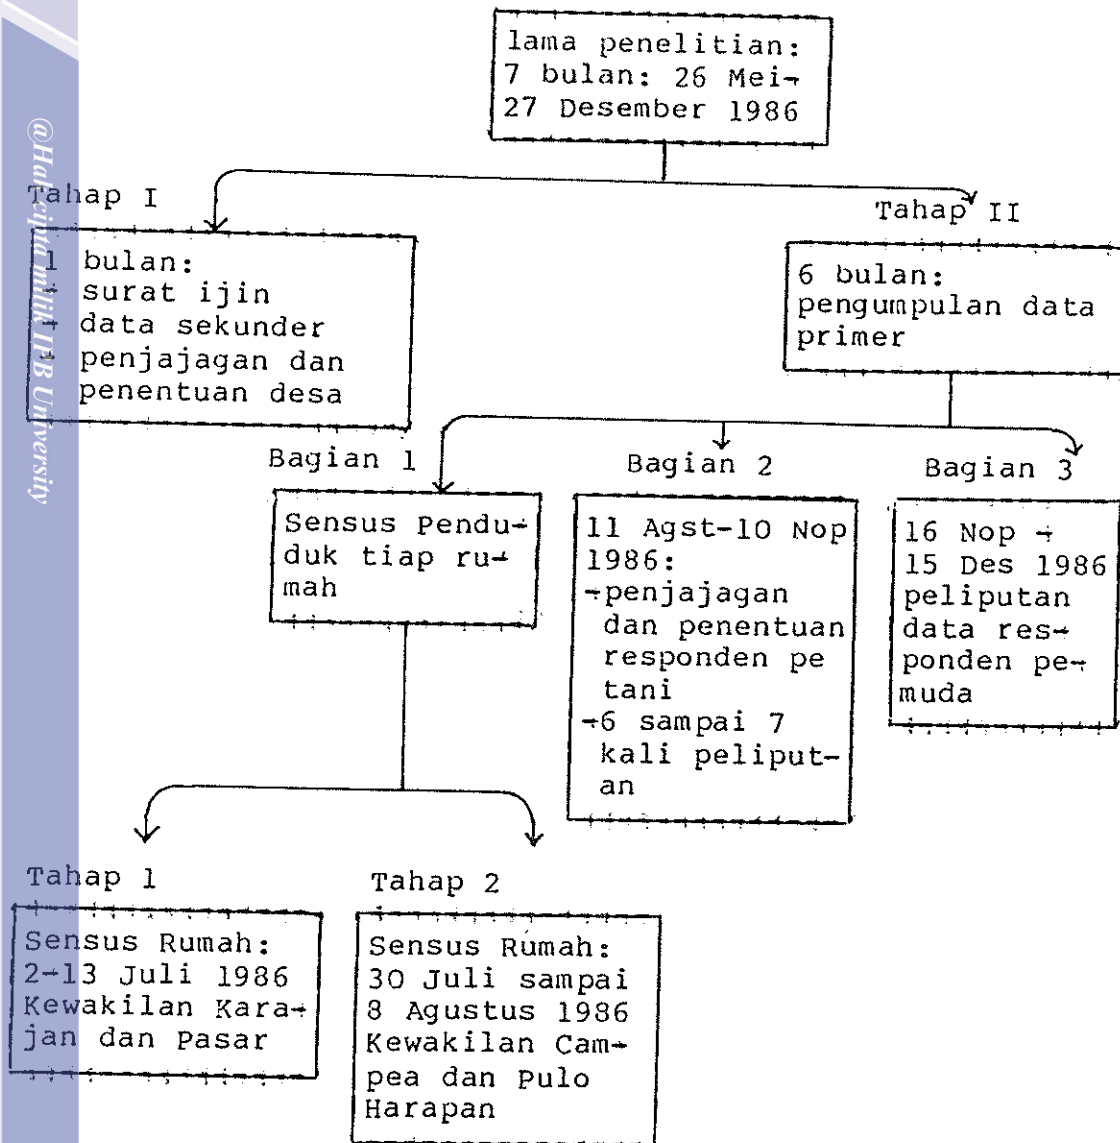 lama penelitian:
7 bulan: 26 Mei-
27 Desember 1986
@Hak cipta milik IPB University
Tahap I
1 bulan:
- surat ijin
- data sekunder
- penjajagan dan
penentuan desa
Tahap II
6 bulan:
pengumpulan data
primer
Bagian 1
Sensus Pendu-
duk tiap ru-
mah
Bagian 2
11 Agst-10 Nop
1986:
-penjajagan
dan penentuan
responden pe
tani
-6 sampai 7
kali peliput-
an
Bagian 3
16 Nop -
15 Des 1986
peliputan
data res-
ponden pe-
muda
Tahap 1
Sensus Rumah:
2-13 Juli 1986
Kewakilan Kara-
jan dan Pasar
Tahap 2
Sensus Rumah:
30 Juli sampai
8 Agustus 1986
Kewakilan Cam-
pea dan Pulo
Harapan